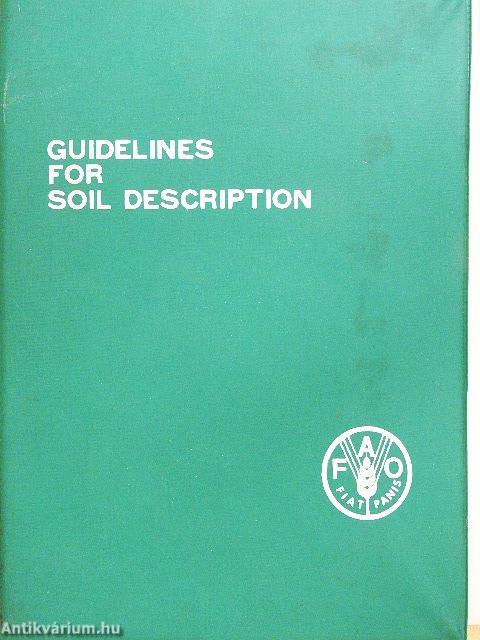 GUIDELINES
FOR
SOIL DESCRIPTION
F A O
FIAT PANIS
Antikvárium.hu